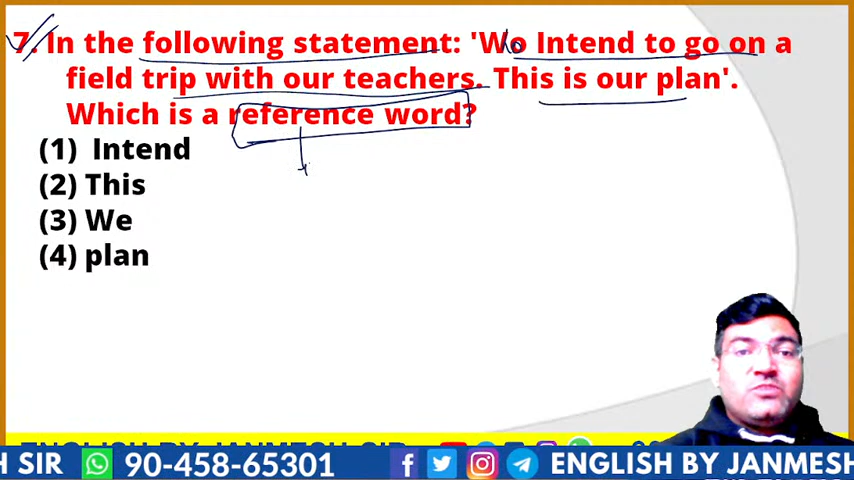 7. In the following statement: 'Wo Intend to go on a
field trip with our teachers. This is our plan'.
Which is a reference word?
(1) Intend
(2) This
(3) We
(4) plan
H SIR 90-458-65301 ENGLISH BY JANMESH